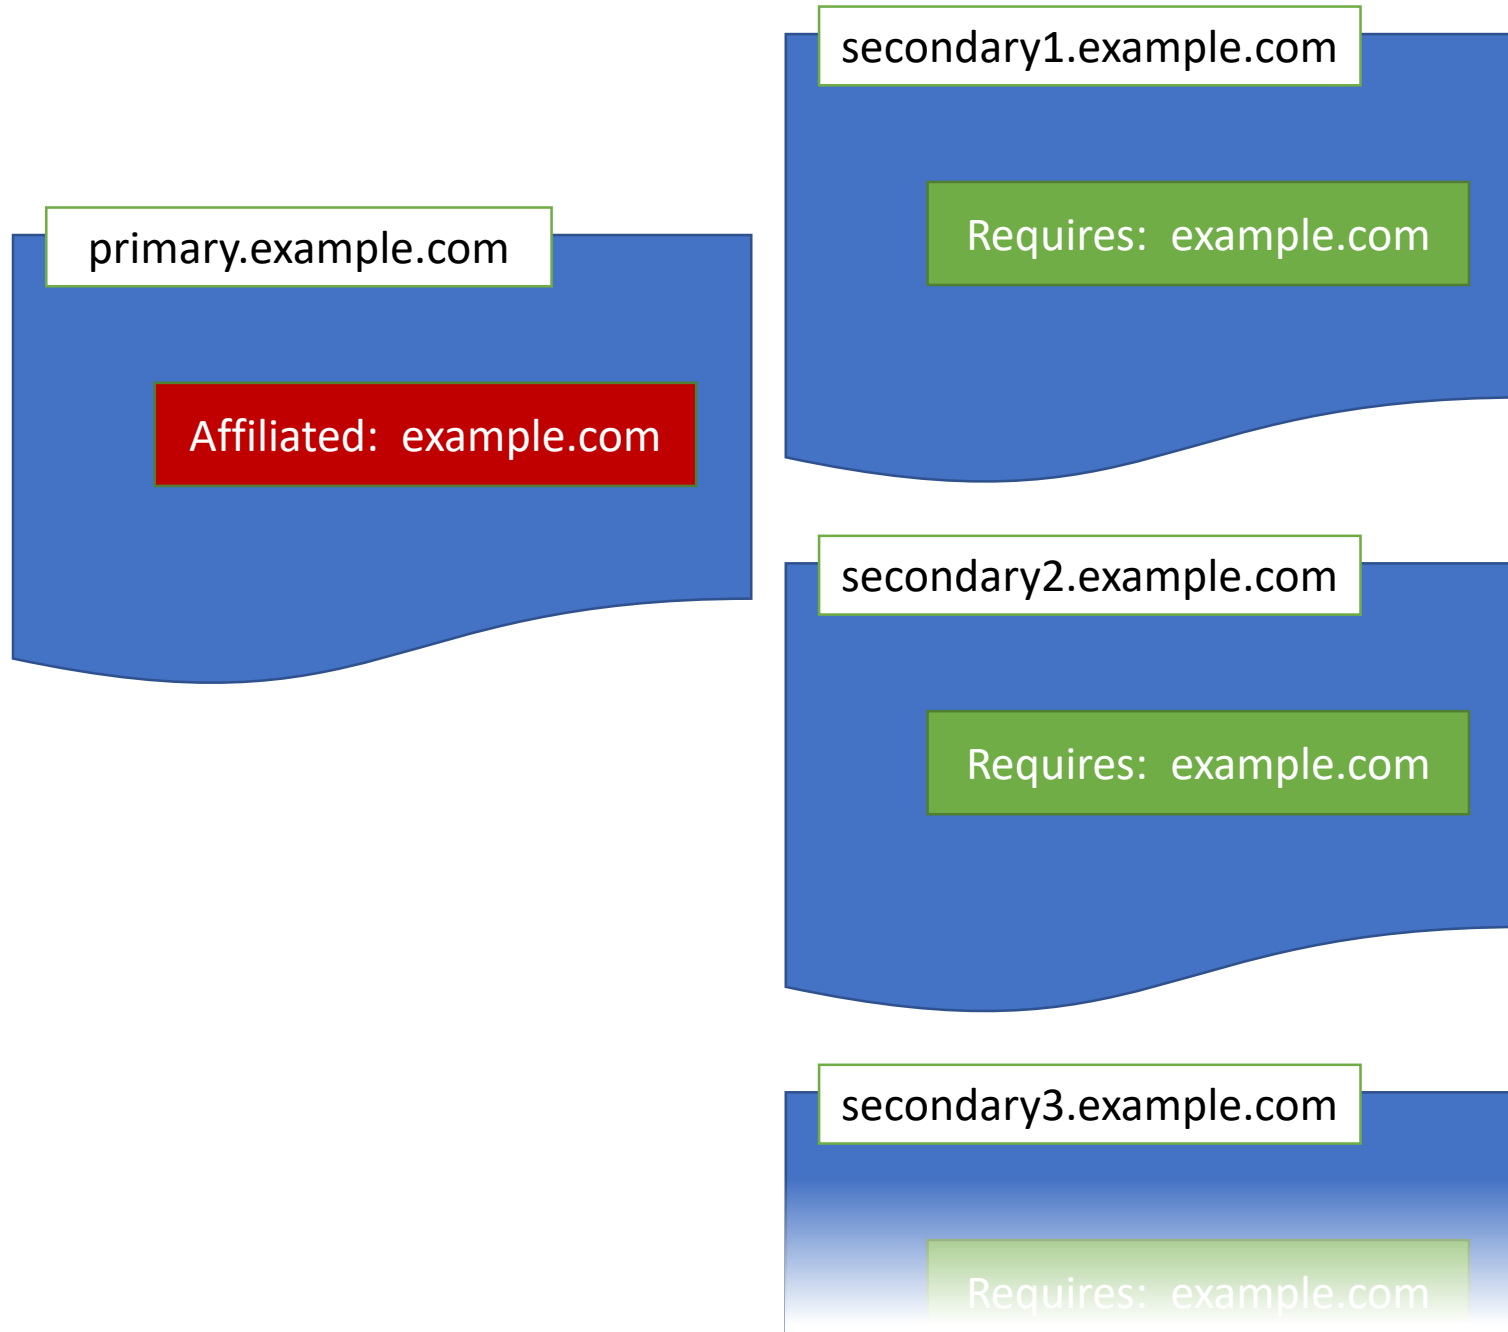 primary.example.com
Affiliated: example.com
secondary1.example.com
Requires: example.com
secondary2.example.com
Requires: example.com
secondary3.example.com
Requires: example.com